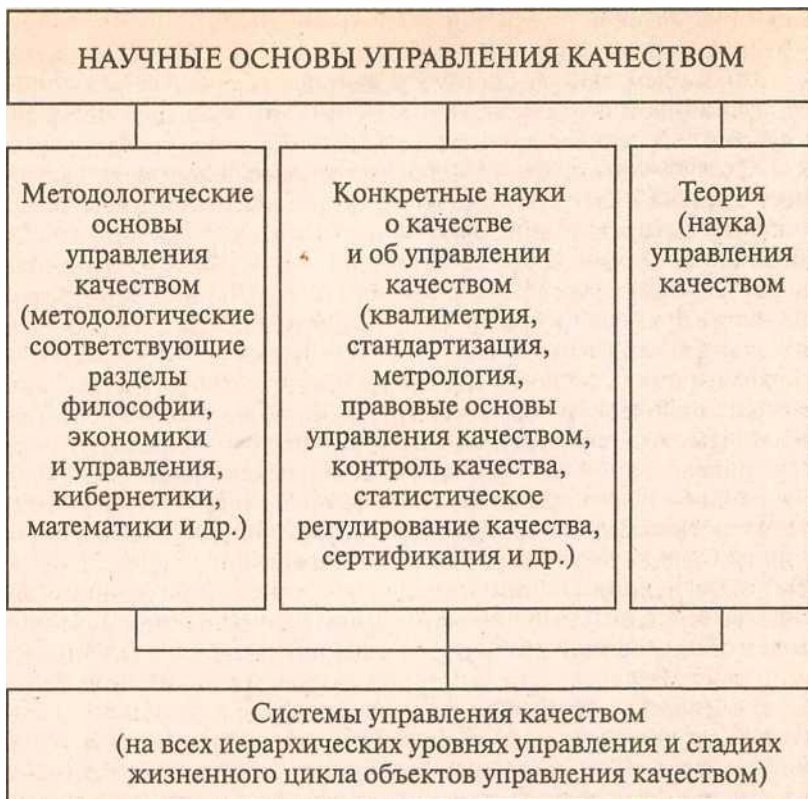 НАУЧНЫЕ ОСНОВЫ УПРАВЛЕНИЯ КАЧЕСТВОМ
Методологические
основы
управления
качеством
(методологические
соответствующие
разделы
философии,
экономики
и управления,
кибернетики,
математики и др.)
Конкретные науки
о качестве
и об управлении
качеством
(квалиметрия,
стандартизация,
метрология,
правовые основы
управления качеством,
контроль качества,
статистическое
регулирование качества,
сертификация и др.)
Теория
(наука)
управления
качеством
Системы управления качеством
(на всех иерархических уровнях управления и стадиях
жизненного цикла объектов управления качеством)